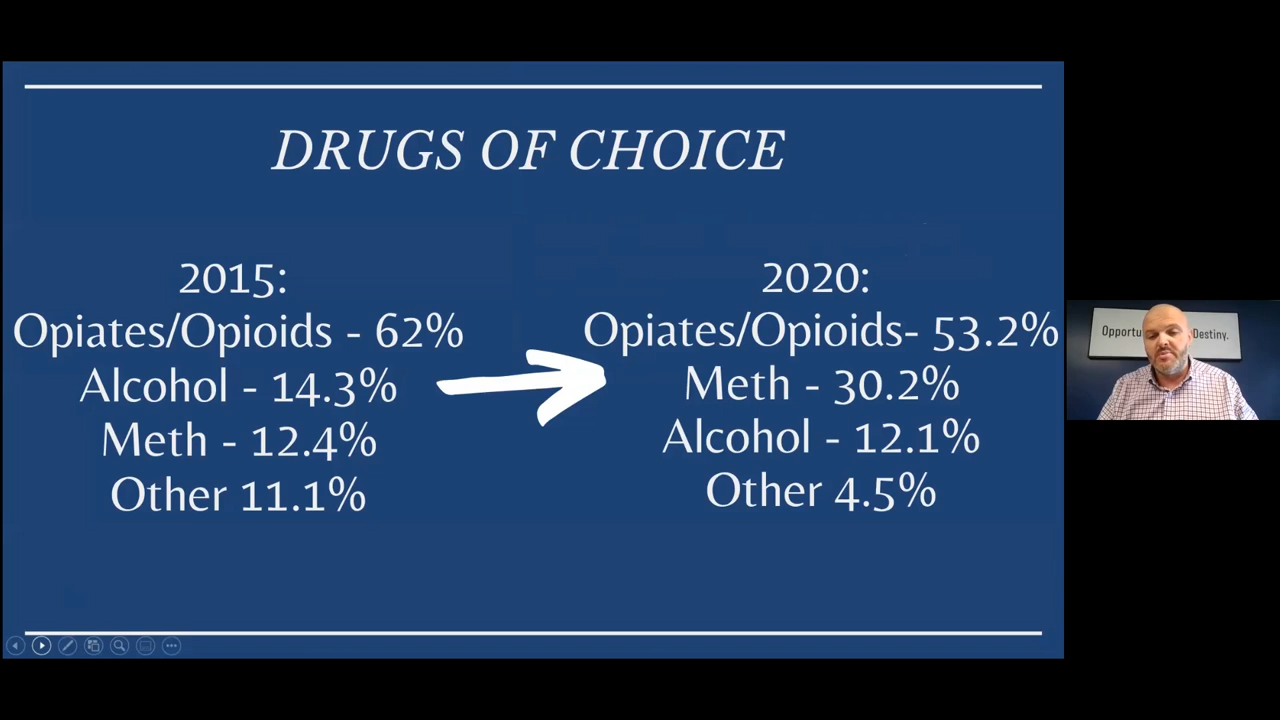 DRUGS OF CHOICE
2015:
Opiates/Opioids - 62%
Alcohol - 14.3%
Meth - 12.4%
Other 11.1%
2020:
Opiates/Opioids- 53.2%
Meth - 30.2%
Alcohol - 12.1%
Other 4.5%
Opportu Destiny.